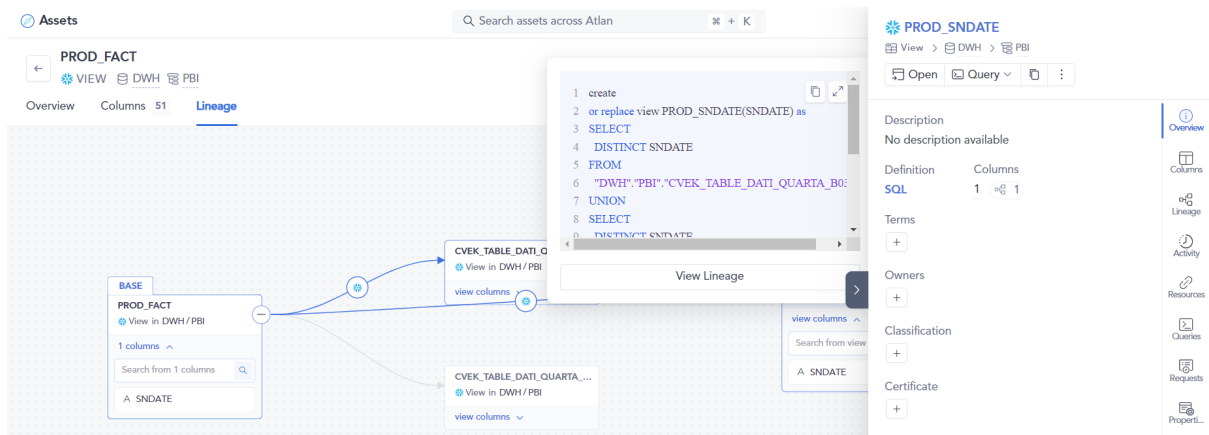 Assets
Search assets across Atlan
⌘ + K
PROD_FACT
VIEW DWH PBI
Overview Columns 51 Lineage
BASE
PROD_FACT
View in DWH / PBI
1 columns
Search from 1 columns
A SNDATE
CVEK_TABLE_DATI_Q
View in DWH / PBI
view columns
CVEK_TABLE_DATI_QUARTA_...
View in DWH / PBI
view columns
1 create
2 or replace view PROD_SNDATE(SNDATE) as
3 SELECT
4 DISTINCT SNDATE
5 FROM
6 "DWH"."PBI"."CVEK_TABLE_DATI_QUARTA_B03
7 UNION
8 SELECT
9 DISTINCT SNDATE
View Lineage
view columns
Search from view
A SNDATE
PROD_SNDATE
View > DWH > PBI
Open Query
Description
No description available
Definition Columns
SQL 1 1
Terms
+
Owners
+
Classification
+
Certificate
+
Overview
Columns
Lineage
Activity
Resources
Queries
Requests
Properti...